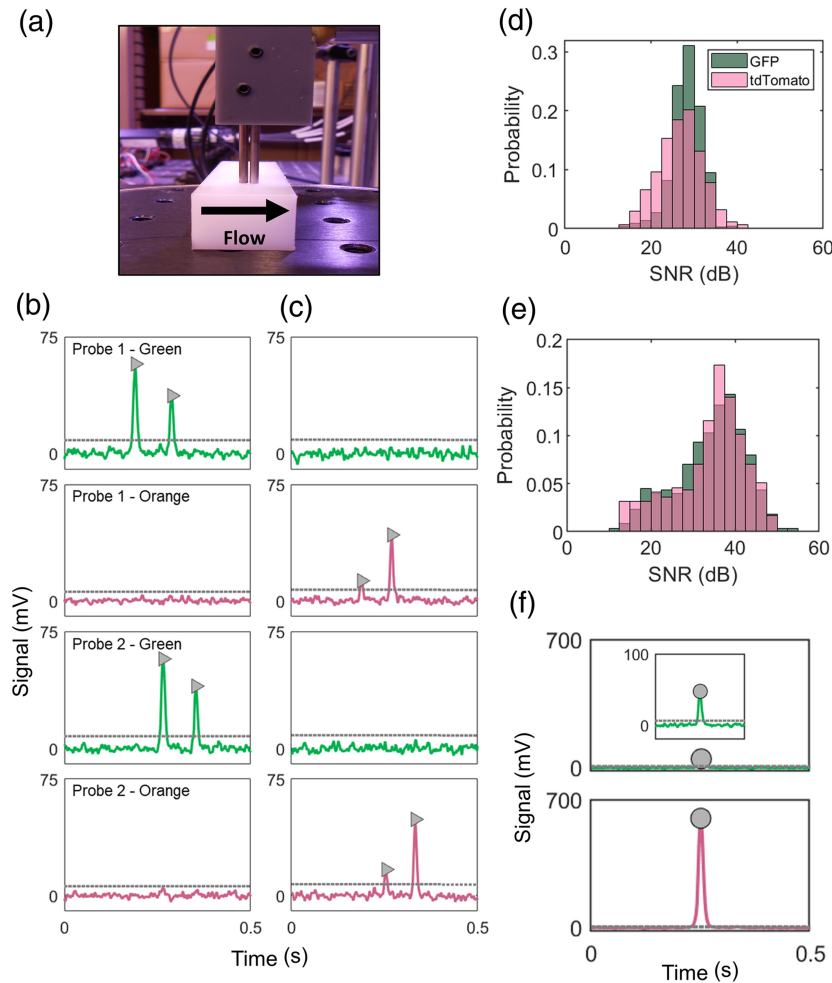 (a)
Flow
(b)
75
Probe 1 - Green
0
75
Probe 1 - Orange
0
75
Probe 2 - Green
0
75
Probe 2 - Orange
0
0
0.5
Signal (mV)
(c)
75
75
0
75
75
0
0
0.5
Time (s)
(d)
0.3
0.2
0.1
0
Probability
GFP
tdTomato
0
20
40
60
SNR (dB)
(e)
0.2
0.15
0.1
0.05
0
Probability
0
20
40
60
SNR (dB)
(f)
700
100
0
0
700
0
Signal (mV)
0
0.5
Time (s)